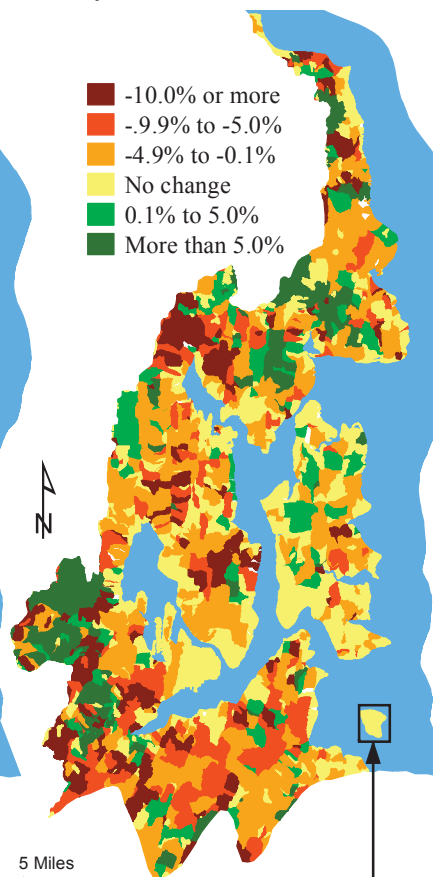 -10.0% or more
-.9.9% to -5.0%
-4.9% to -0.1%
No change
0.1% to 5.0%
More than 5.0%
N
5 Miles